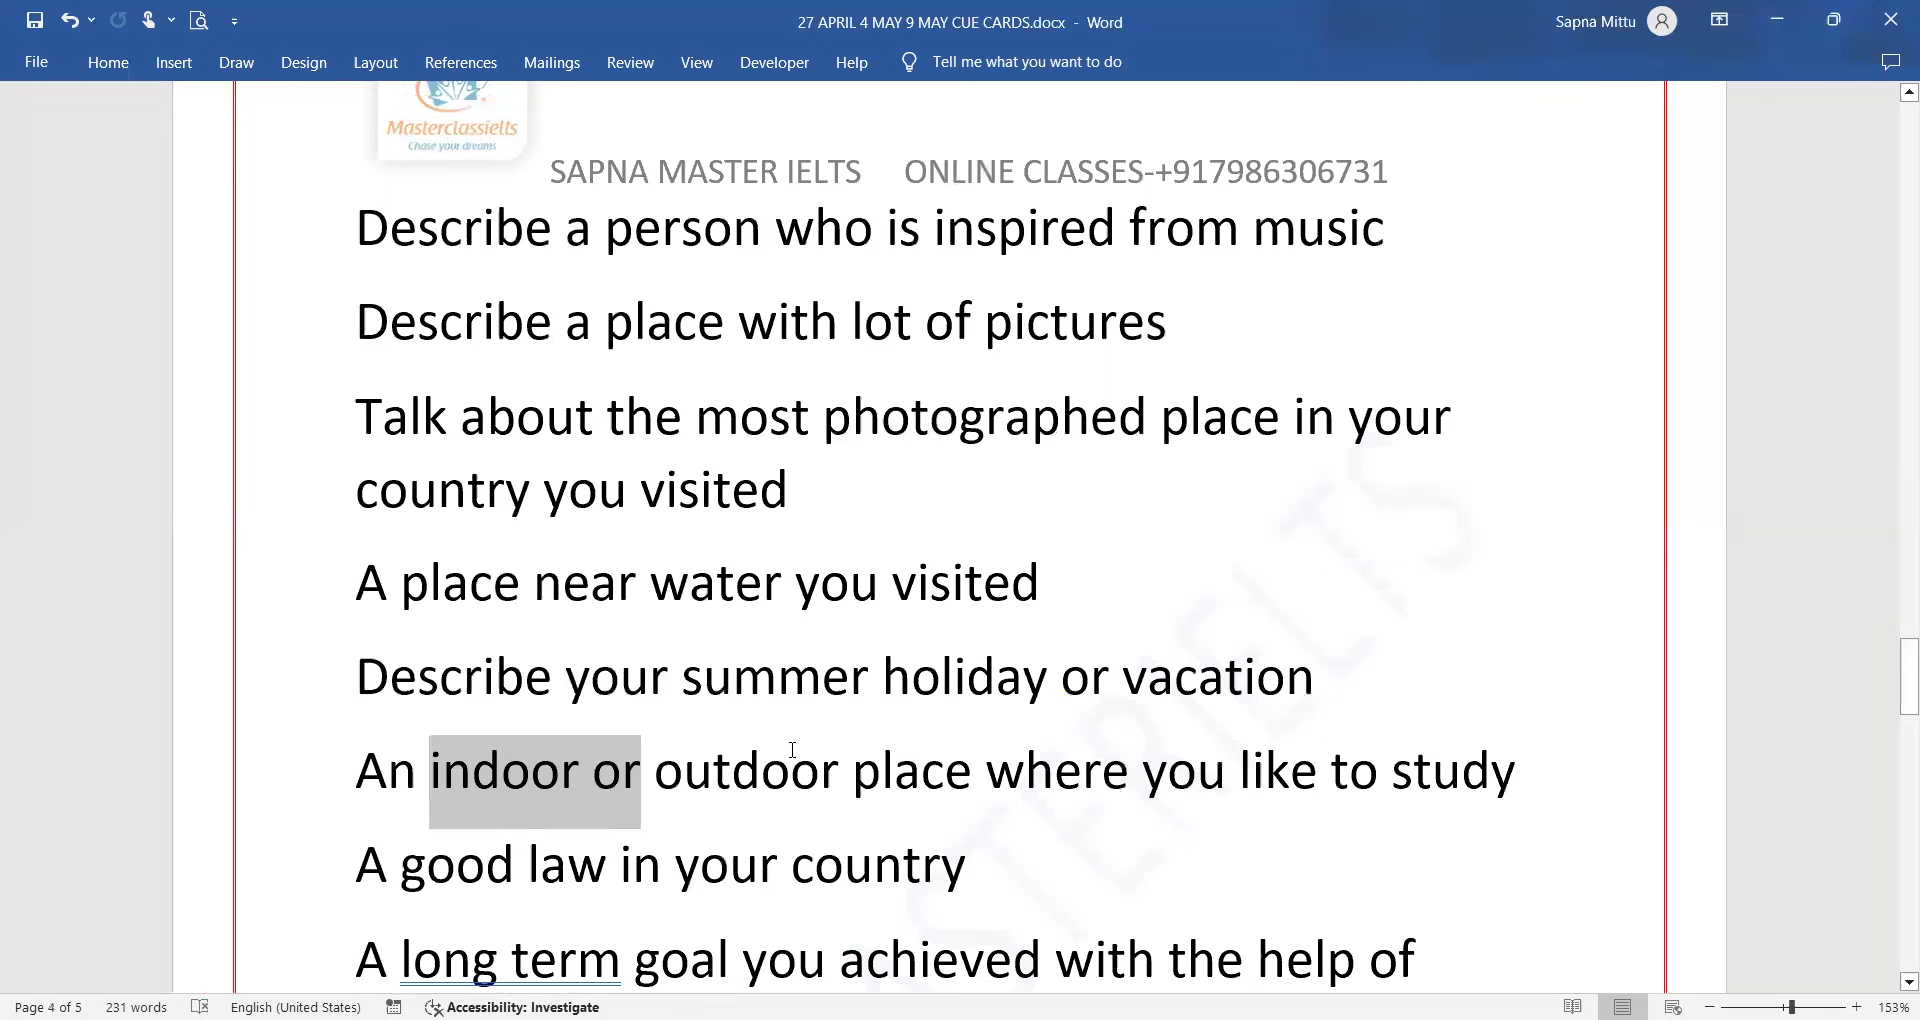 27 APRIL 4 MAY 9 MAY CUE CARDS.docx - Word
Sapna Mittu
File Home Insert Draw Design Layout References Mailings Review View Developer Help Tell me what you want to do
Masterclassielts
Chase your dreams
SAPNA MASTER IELTS ONLINE CLASSES-+917986306731
Describe a person who is inspired from music
Describe a place with lot of pictures
Talk about the most photographed place in your
country you visited
A place near water you visited
Describe your summer holiday or vacation
An indoor or outdoor place where you like to study
A good law in your country
A long term goal you achieved with the help of
Page 4 of 5 231 words English (United States) Accessibility: Investigate 153%